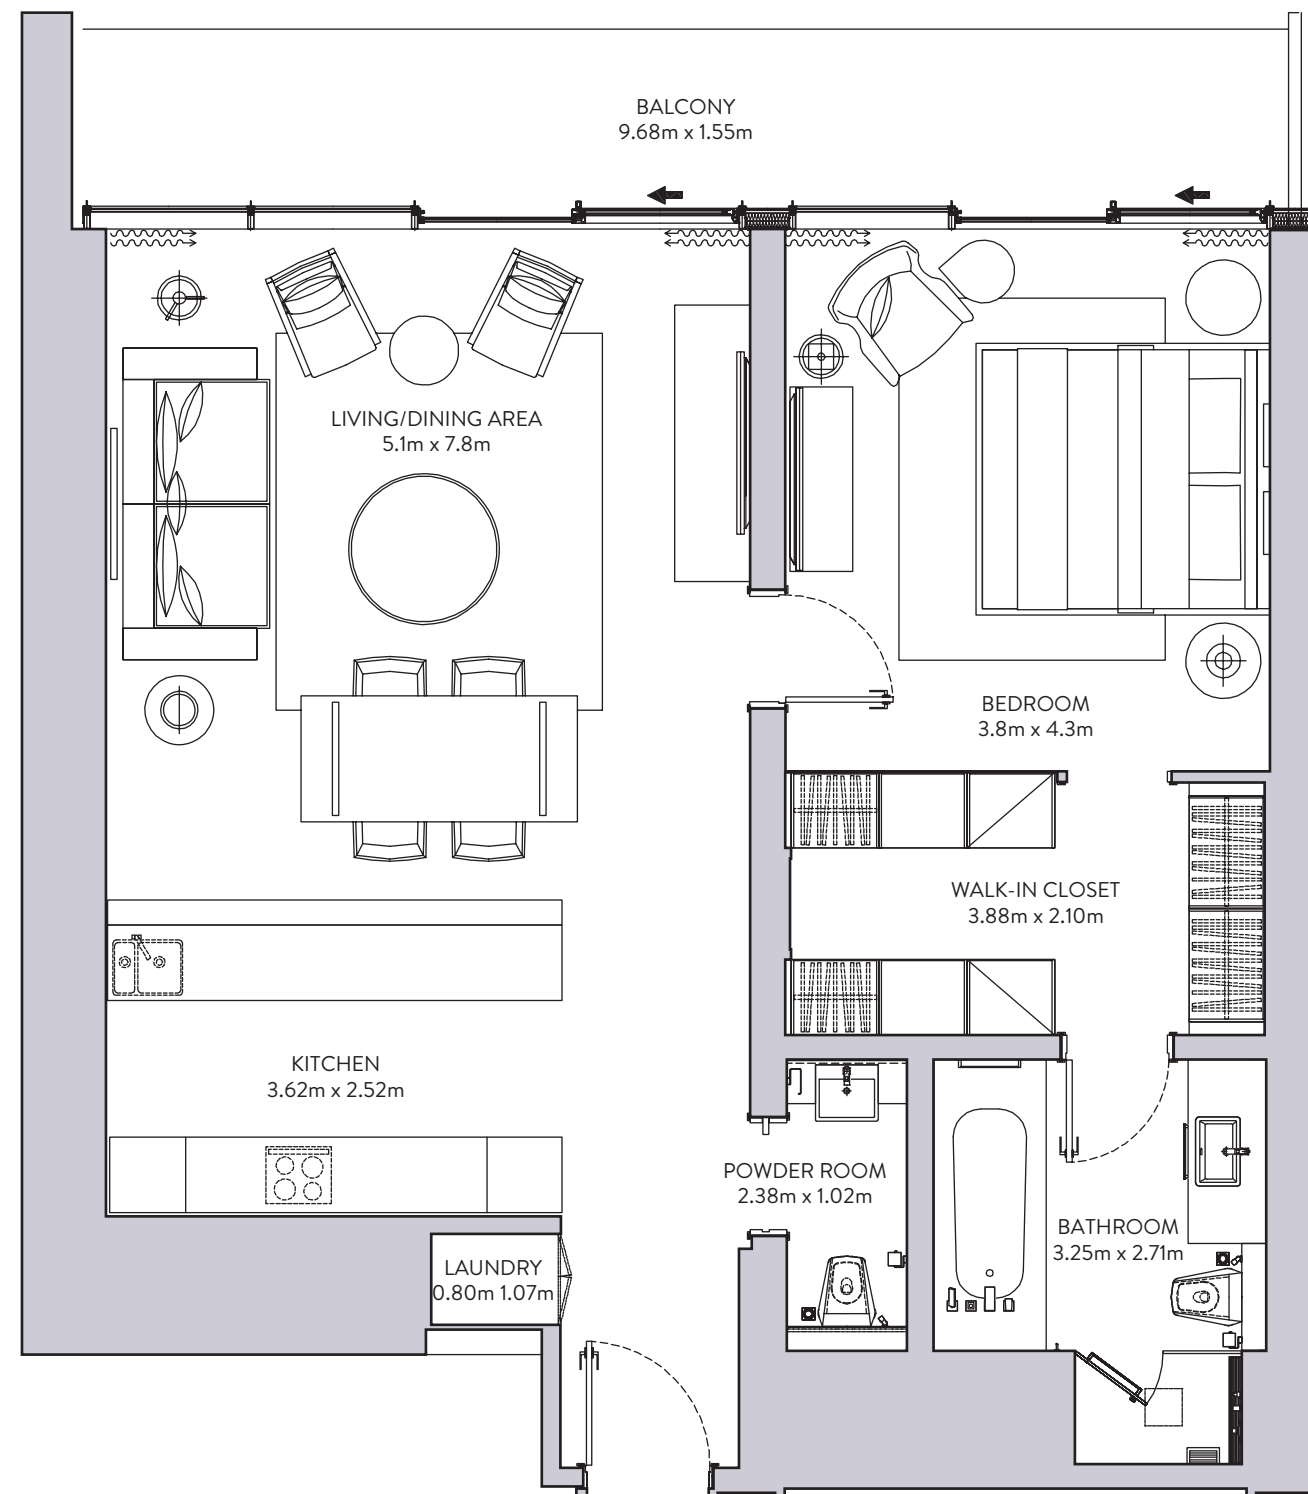 BALCONY
9.68m x 1.55m
LIVING/DINING AREA
5.1m x 7.8m
BEDROOM
3.8m x 4.3m
WALK-IN CLOSET
3.88m x 2.10m
KITCHEN
3.62m x 2.52m
POWDER ROOM
2.38m x 1.02m
BATHROOM
3.25m x 2.71m
LAUNDRY
0.80m 1.07m